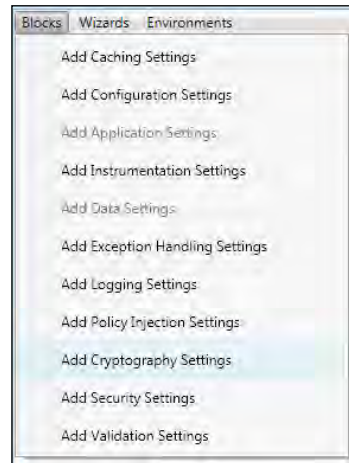 Blocks Wizards Environments
Add Caching Settings
Add Configuration Settings
Add Application Settings
Add Instrumentation Settings
Add Data Settings
Add Exception Handling Settings
Add Logging Settings
Add Policy Injection Settings
Add Cryptography Settings
Add Security Settings
Add Validation Settings